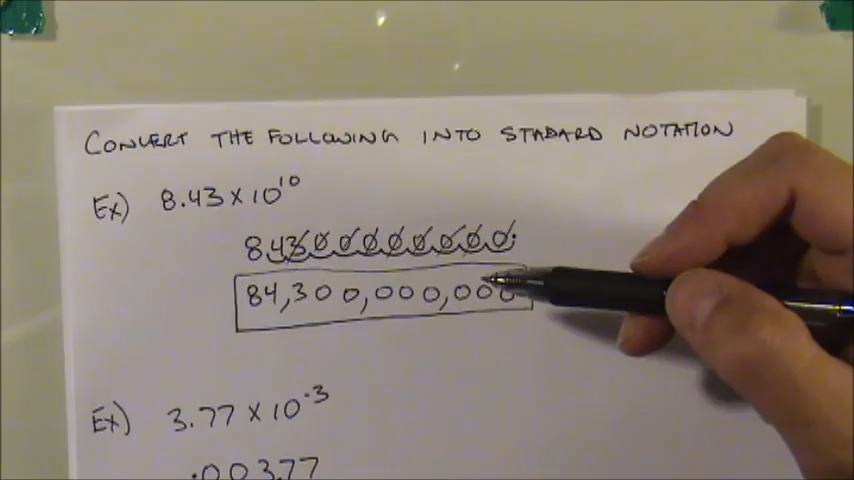 CONVERT THE FOLLOWING INTO STADARD NOTATION
Ex) 8.43 x 10^10
84300000000.
84,300,000,000
Ex) 3.77 x 10^-3
.00377